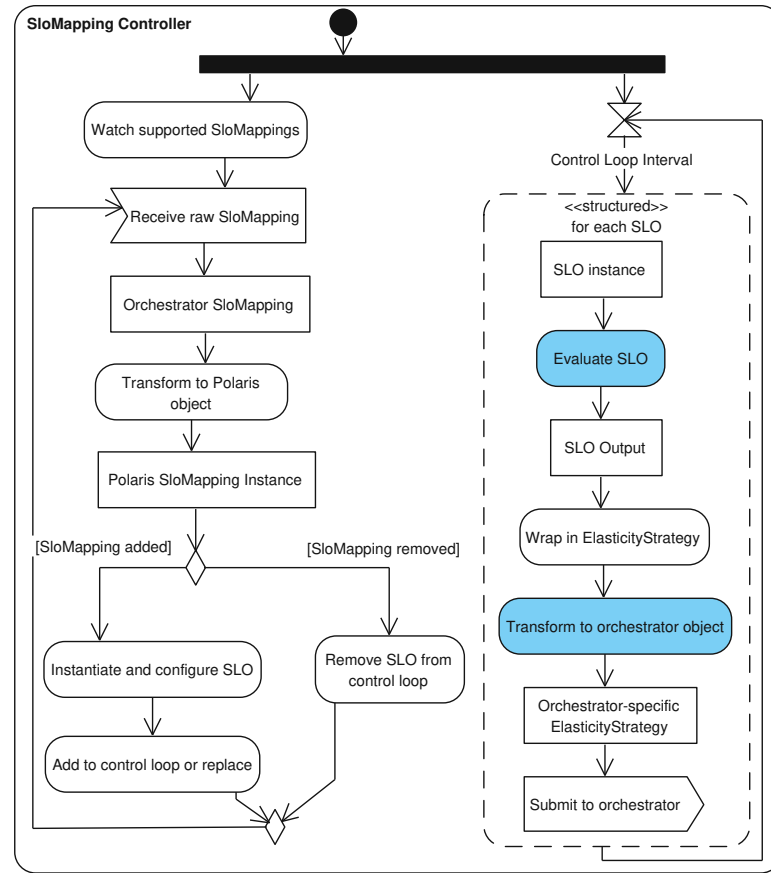 SloMapping Controller
Watch supported SloMappings
Receive raw SloMapping
Orchestrator SloMapping
Transform to Polaris
object
Polaris SloMapping Instance
[SloMapping added]
[SloMapping removed]
Instantiate and configure SLO
Remove SLO from
control loop
Add to control loop or replace
Control Loop Interval
<<structured>>
for each SLO
SLO instance
Evaluate SLO
SLO Output
Wrap in ElasticityStrategy
Transform to orchestrator object
Orchestrator-specific
ElasticityStrategy
Submit to orchestrator